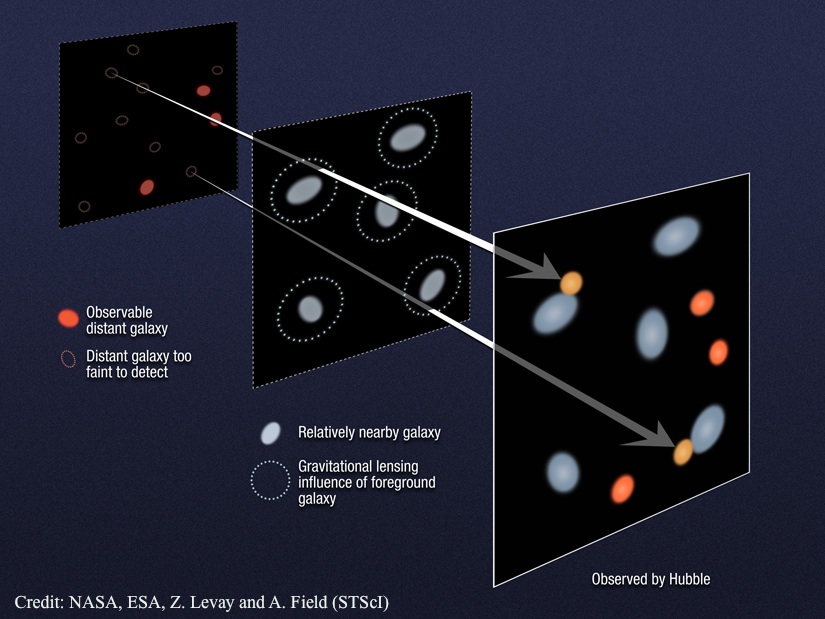 Observable
distant galaxy
Distant galaxy too
faint to detect
Relatively nearby galaxy
Gravitational lensing
influence of foreground
galaxy
Observed by Hubble
Credit: NASA, ESA, Z. Levay and A. Field (STScI)